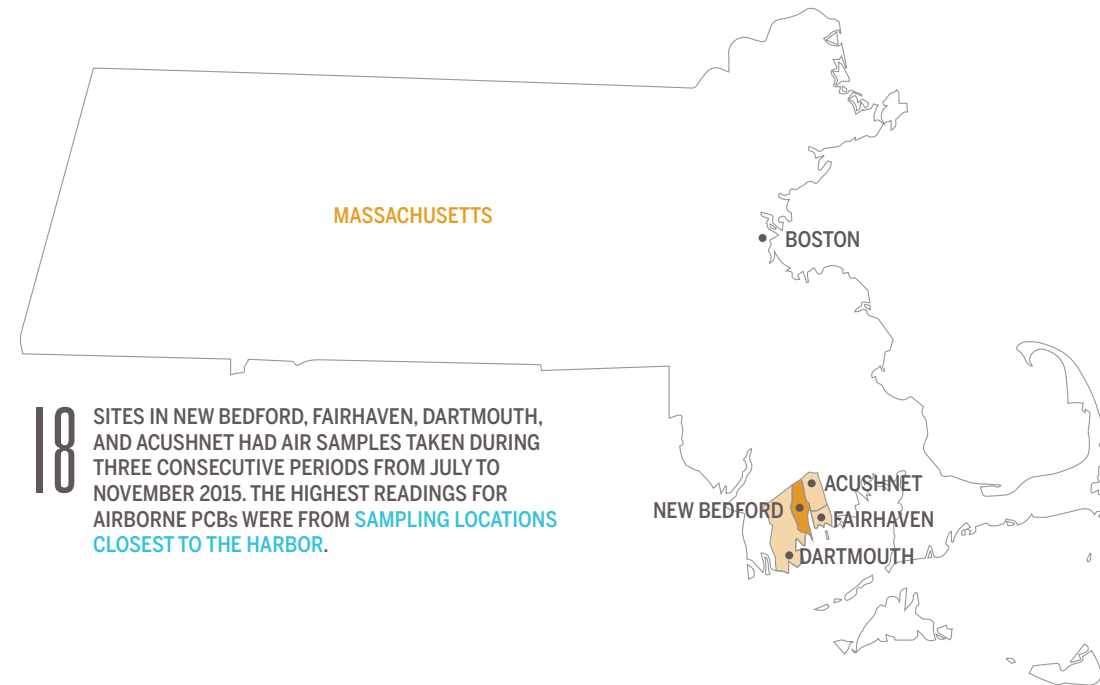 MASSACHUSETTS
BOSTON
18
SITES IN NEW BEDFORD, FAIRHAVEN, DARTMOUTH,
AND ACUSHNET HAD AIR SAMPLES TAKEN DURING
THREE CONSECUTIVE PERIODS FROM JULY TO
NOVEMBER 2015. THE HIGHEST READINGS FOR
AIRBORNE PCBs WERE FROM SAMPLING LOCATIONS
CLOSEST TO THE HARBOR.
ACUSHNET
NEW BEDFORD
FAIRHAVEN
DARTMOUTH